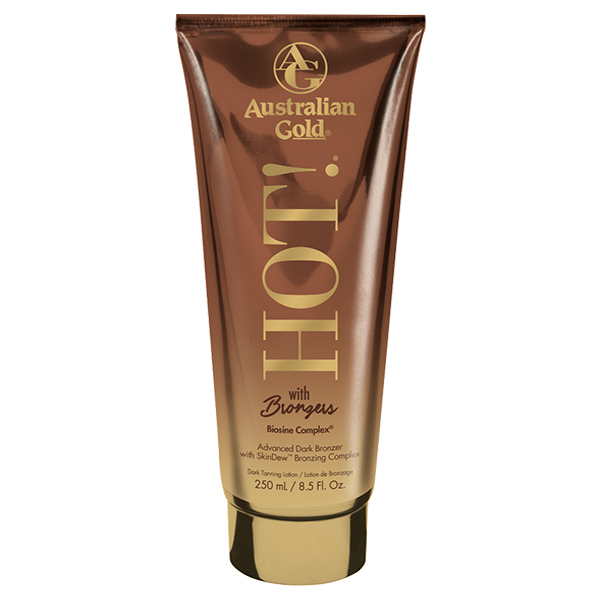 AG
Australian
Gold®
HOT!®
with
Bronzers
Biosine Complex®
Advanced Dark Bronzer
with SkinDew™ Bronzing Complex
Dark Tanning Lotion / Lotion de Bronzage
250 mL / 8.5 Fl. Oz.